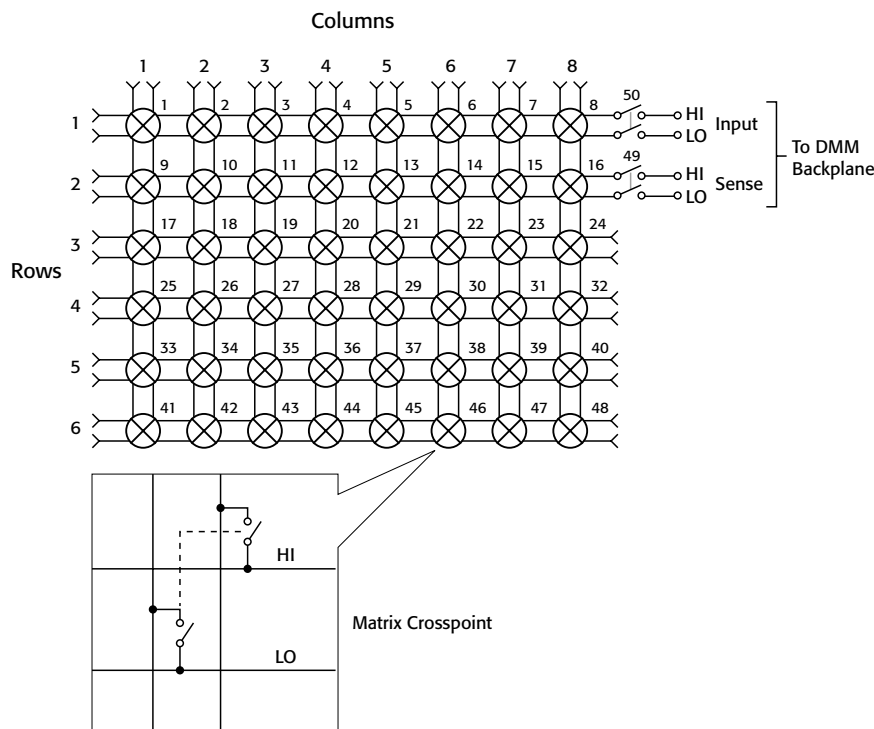 Columns
1 2 3 4 5 6 7 8
50
1 1 2 3 4 5 6 7 8 HI Input
LO
To DMM
Backplane
49
2 9 10 11 12 13 14 15 16 HI Sense
LO
3 17 18 19 20 21 22 23 24
Rows
4 25 26 27 28 29 30 31 32
5 33 34 35 36 37 38 39 40
6 41 42 43 44 45 46 47 48
HI
Matrix Crosspoint
LO